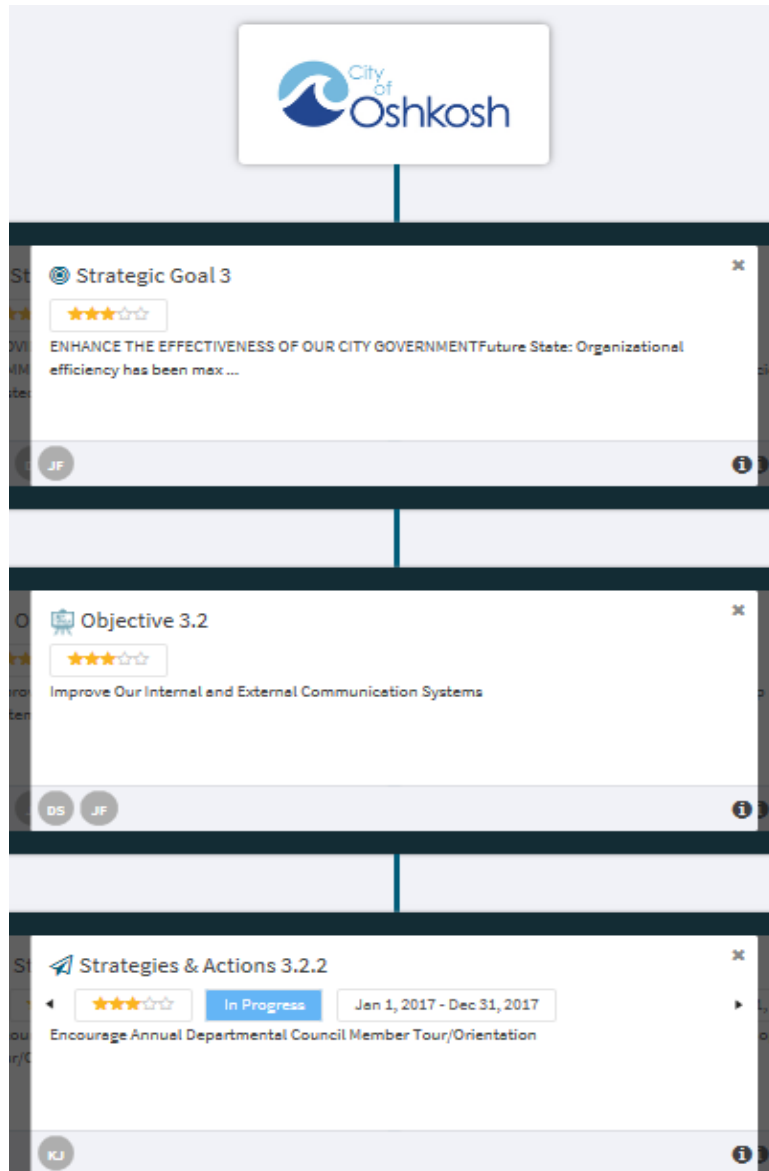 City
of
Oshkosh
Strategic Goal 3
ENHANCE THE EFFECTIVENESS OF OUR CITY GOVERNMENTFuture State: Organizational
efficiency has been max ...
JF
Objective 3.2
Improve Our Internal and External Communication Systems
DS JF
Strategies & Actions 3.2.2
In Progress Jan 1, 2017 - Dec 31, 2017
Encourage Annual Departmental Council Member Tour/Orientation
KJ